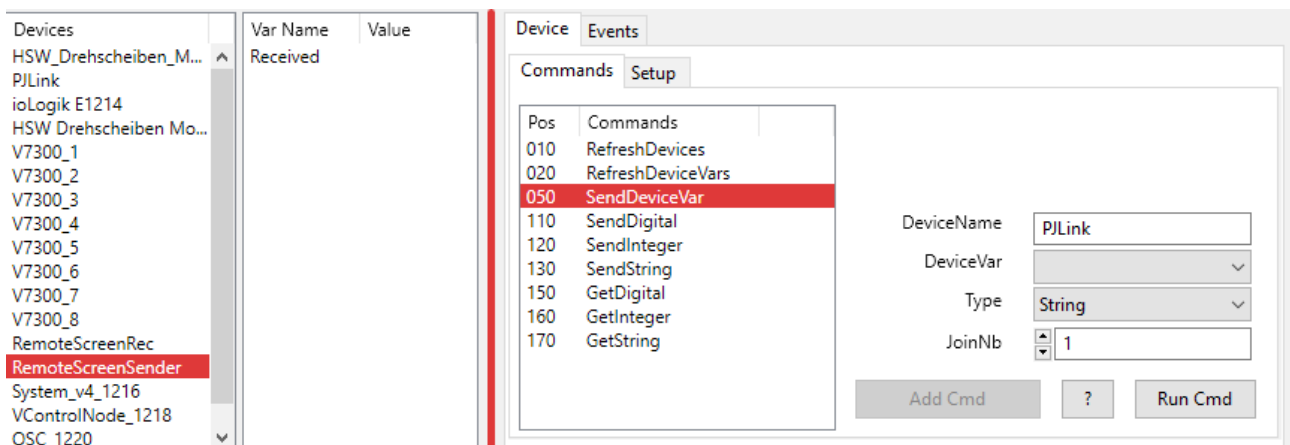 Devices
HSW_Drehscheiben_M...
PJLink
ioLogik E1214
HSW Drehscheiben Mo...
V7300_1
V7300_2
V7300_3
V7300_4
V7300_5
V7300_6
V7300_7
V7300_8
RemoteScreenRec
RemoteScreenSender
System_v4_1216
VControlNode_1218
OSC 1220
Var Name Value
Received
Device Events
Commands Setup
Pos Commands
010 RefreshDevices
020 RefreshDeviceVars
050 SendDeviceVar
110 SendDigital
120 SendInteger
130 SendString
150 GetDigital
160 GetInteger
170 GetString
DeviceName PJLink
DeviceVar
Type String
JoinNb 1
Add Cmd ? Run Cmd